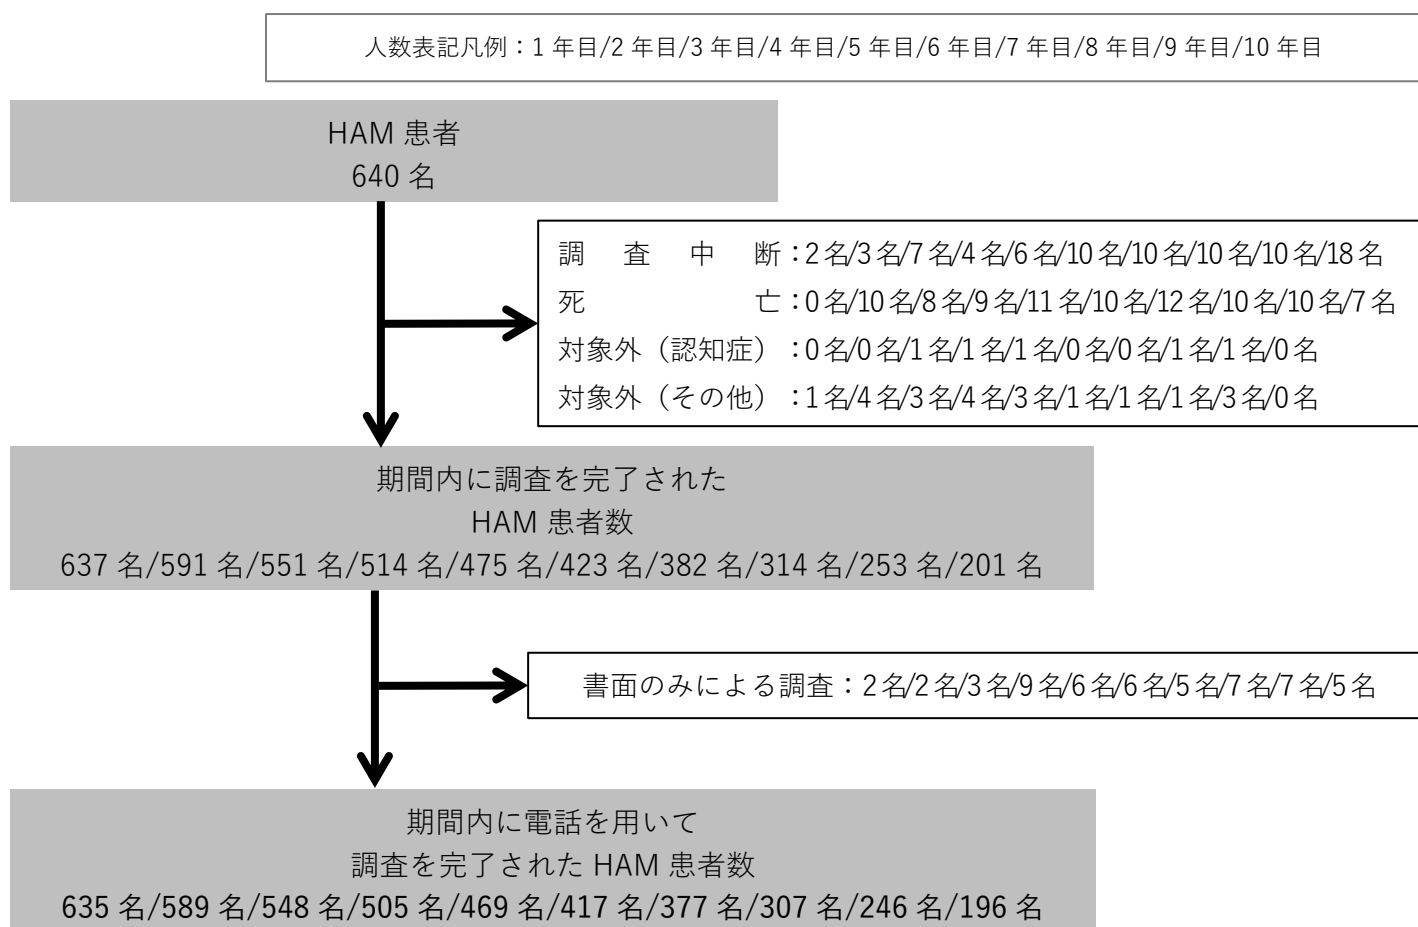 人数表記凡例：1 年目/2 年目/3 年目/4 年目/5 年目/6 年目/7 年目/8 年目/9 年目/10 年目
HAM 患者
640 名
調査中断：2名/3名/7名/4名/6名/10名/10名/10名/10名/18名
死亡：0名/10名/8名/9名/11名/10名/12名/10名/10名/7名
対象外（認知症）：0名/0名/1名/1名/1名/0名/0名/1名/1名/0名
対象外（その他）：1名/4名/3名/4名/3名/1名/1名/1名/3名/0名
期間内に調査を完了された
HAM 患者数
637 名/591 名/551 名/514 名/475 名/423 名/382 名/314 名/253 名/201 名
書面のみによる調査：2名/2名/3名/9名/6名/6名/5名/7名/7名/5名
期間内に電話を用いて
調査を完了された HAM 患者数
635 名/589 名/548 名/505 名/469 名/417 名/377 名/307 名/246 名/196 名